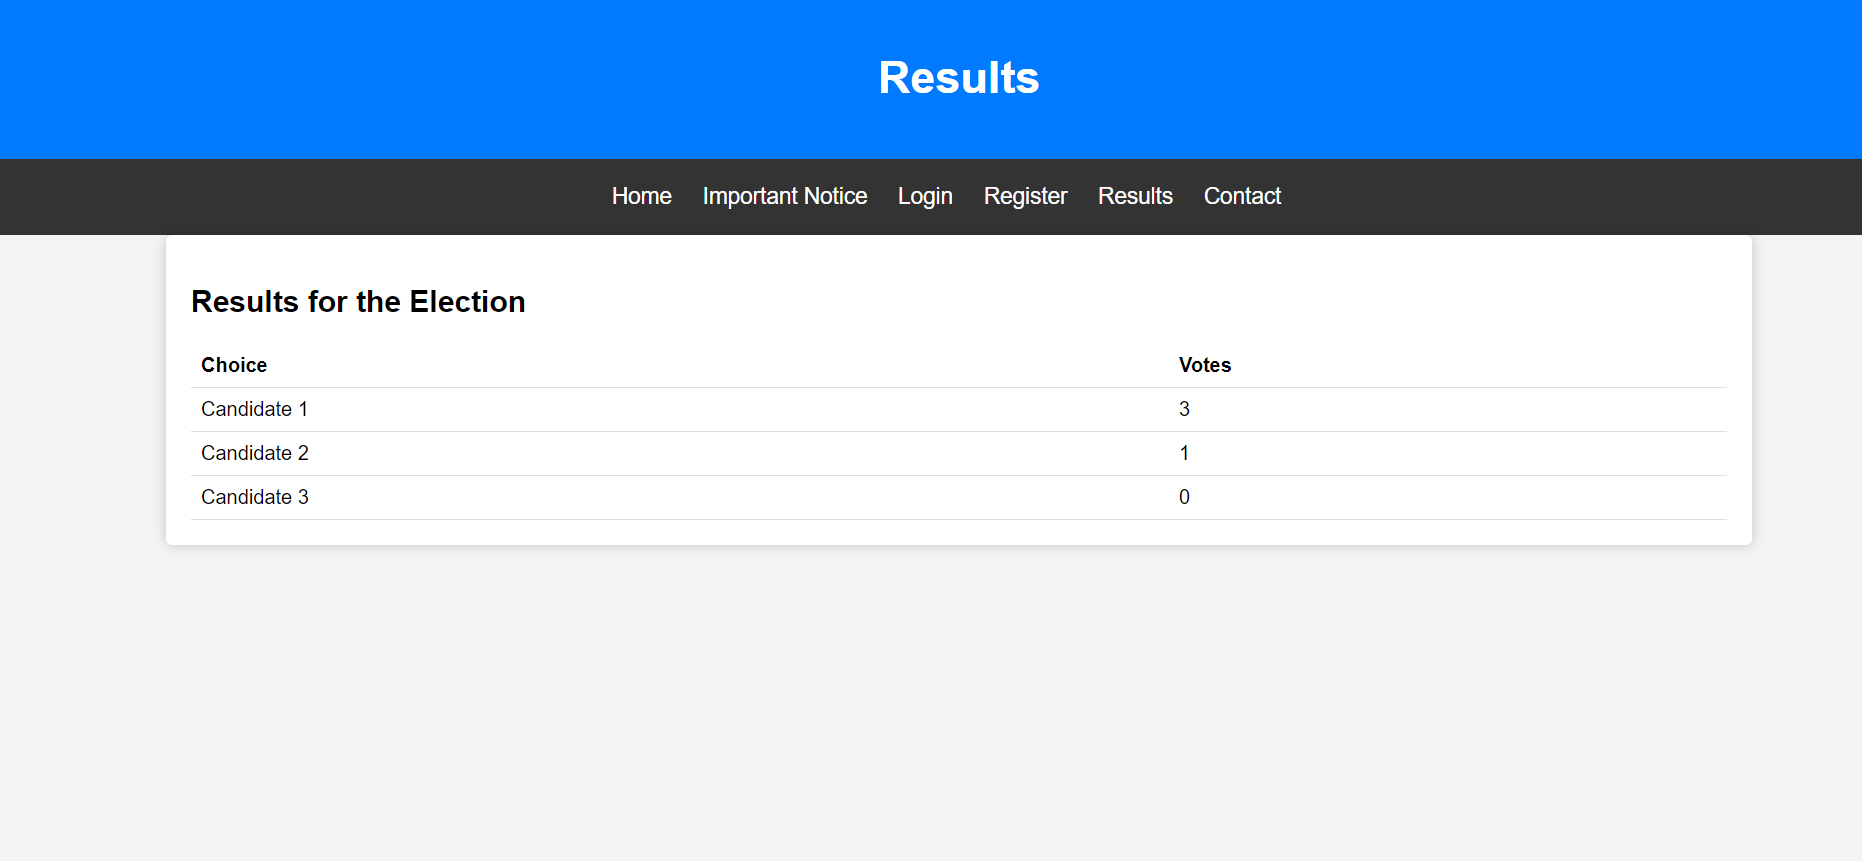 Results
Home Important Notice Login Register Results Contact
Results for the Election
Choice Votes
Candidate 1 3
Candidate 2 1
Candidate 3 0